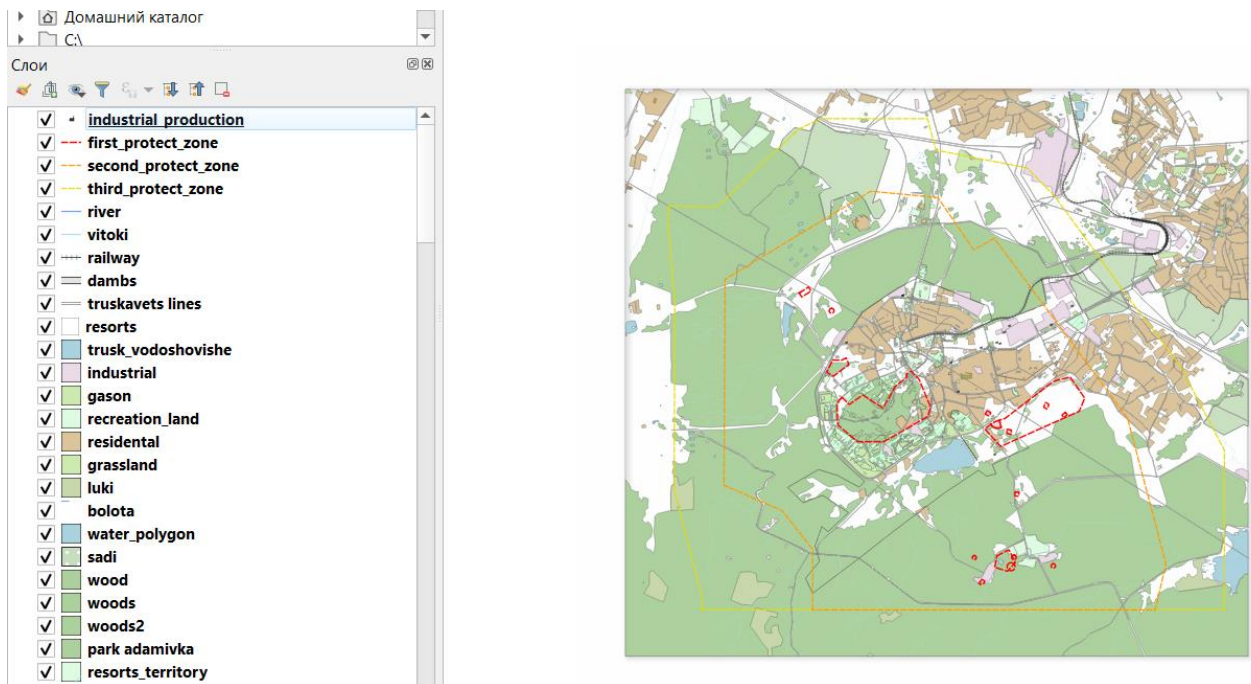 Домашний каталог
C:\
Слои
industrial_production
first_protect_zone
second_protect_zone
third_protect_zone
river
vitoki
railway
dambs
truskavets lines
resorts
trusk_vodoshovishe
industrial
gason
recreation_land
residental
grassland
luki
bolota
water_polygon
sadi
wood
woods
woods2
park adamivka
resorts_territory